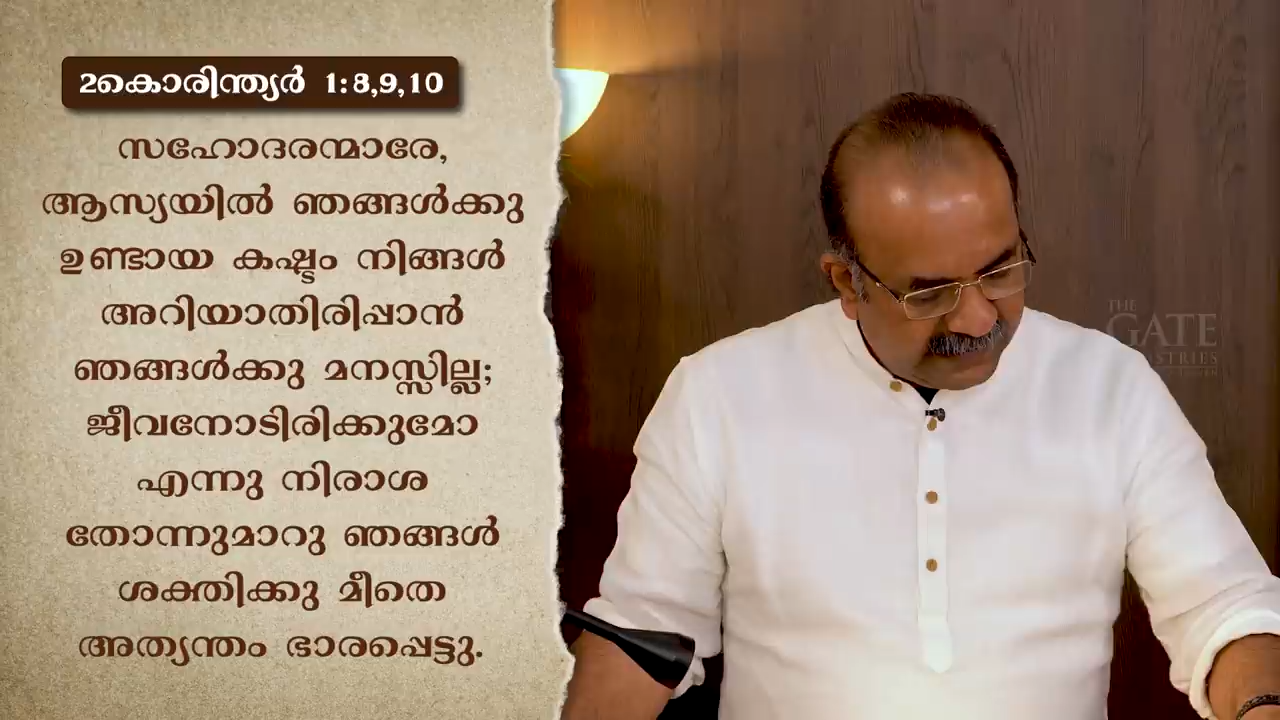 2കൊരിന്ത്യർ 1:8,9,10
സഹോദരന്മാരേ,
ആസ്യയിൽ ഞങ്ങൾക്കു
ഉണ്ടായ കഷ്ടം നിങ്ങൾ
അറിയാതിരിപ്പാൻ
ഞങ്ങൾക്കു മനസ്സില്ല;
ജീവനോടിരിക്കുമോ
എന്നു നിരാശ
തോന്നുമാറു ഞങ്ങൾ
ശക്തിക്കു മീതെ
അത്യന്തം ഭാരപ്പെട്ടു.
THE
GATE